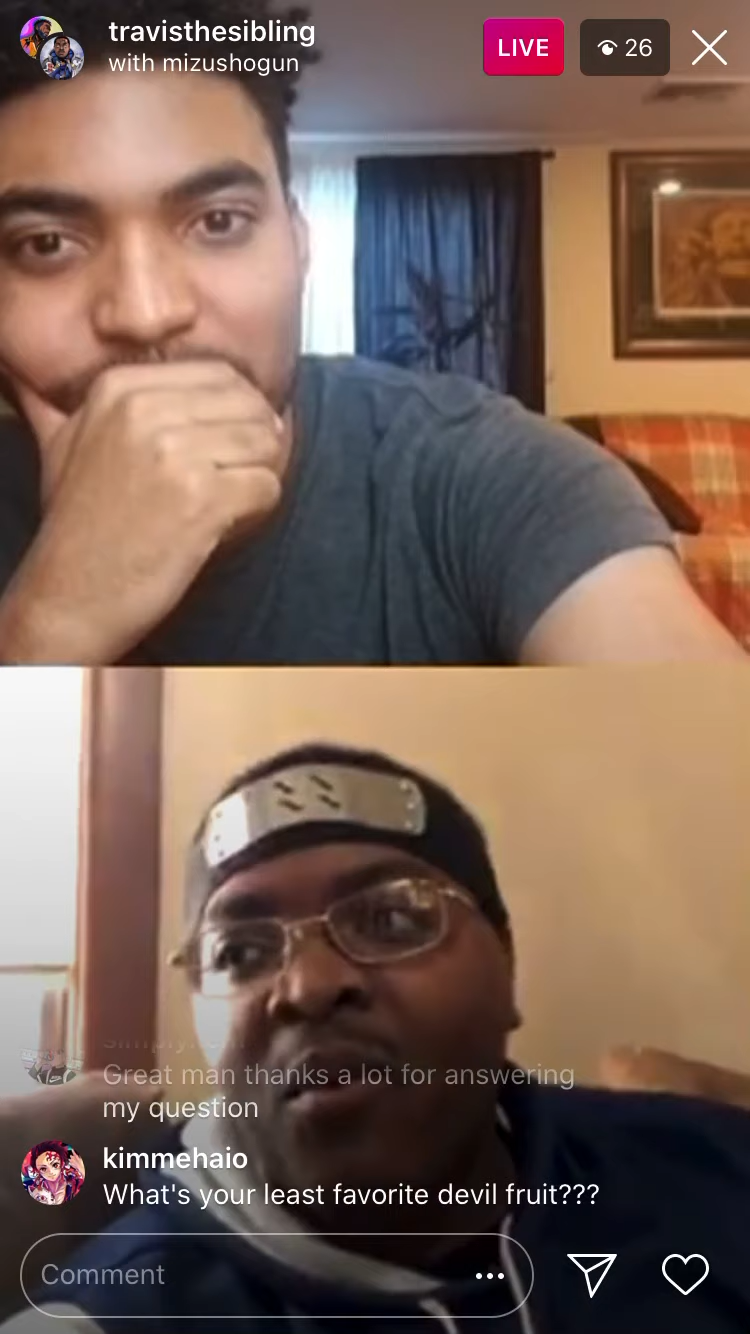 travisthesibling
with mizushogun
LIVE
26
Great man thanks a lot for answering
my question
kimmehaio
What's your least favorite devil fruit???
Comment